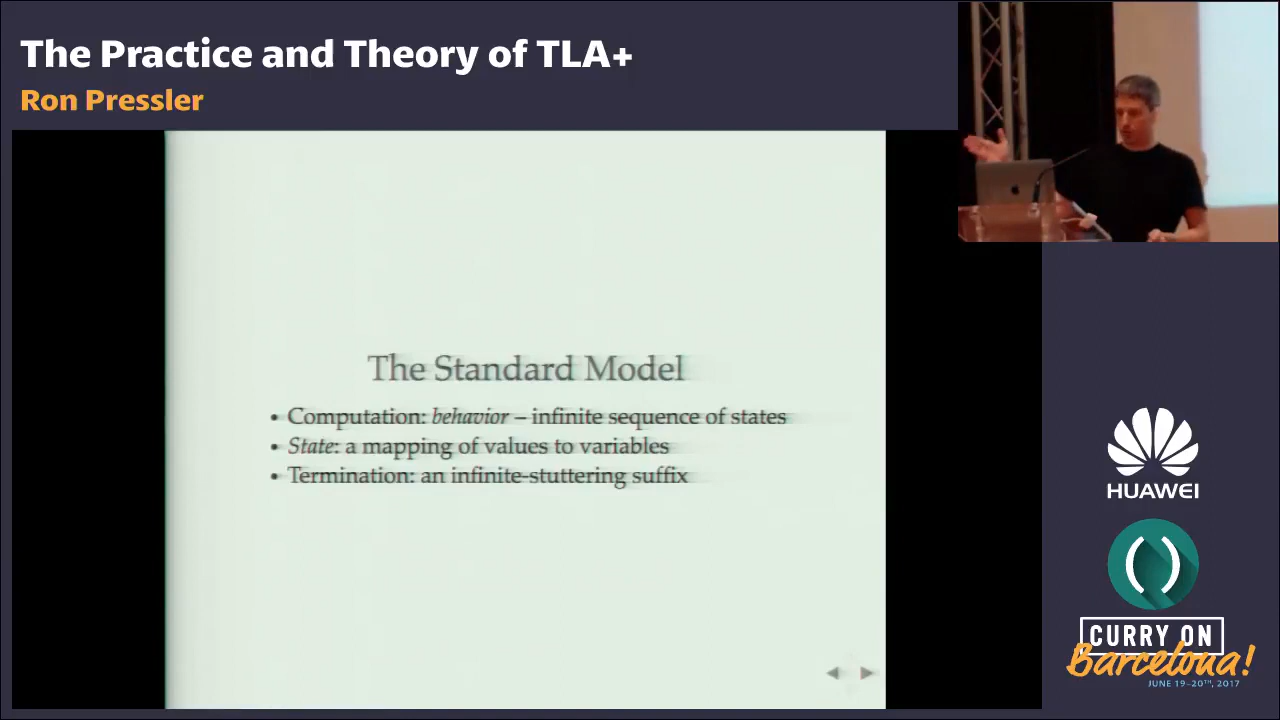 The Practice and Theory of TLA+
Ron Pressler
The Standard Model
• Computation: behavior – infinite sequence of states
• State: a mapping of values to variables
• Termination: an infinite-stuttering suffix
HUAWEI
CURRY ON
Barcelona!
JUNE 19-20TH, 2017